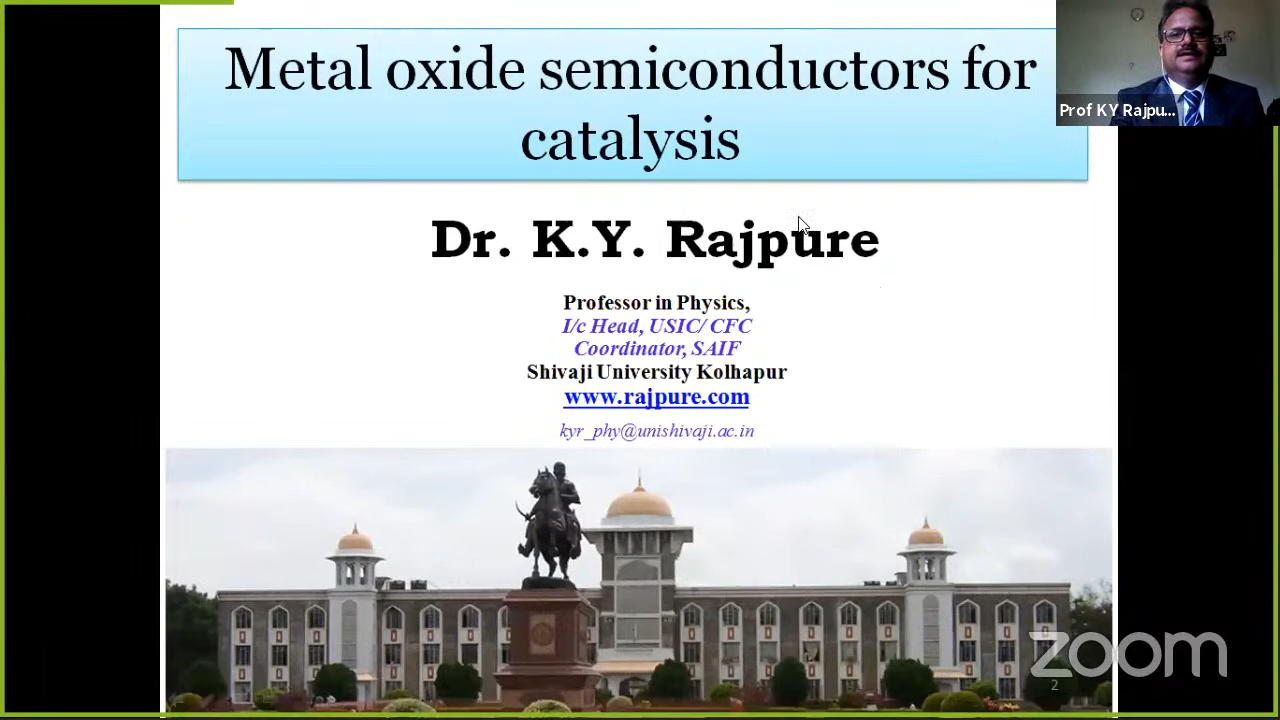 Metal oxide semiconductors for
catalysis
Prof KY Rajpu...
Dr. K.Y. Rajpure
Professor in Physics,
I/c Head, USIC/ CFC
Coordinator, SAIF
Shivaji University Kolhapur
www.rajpure.com
kyr_phy@unishivaji.ac.in
zoom
2